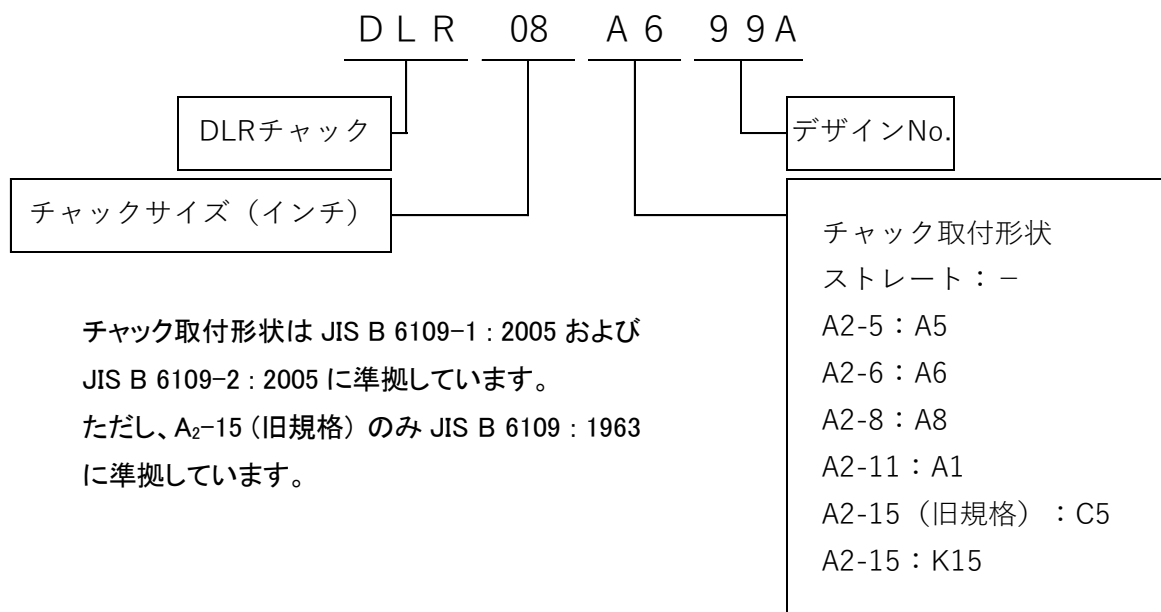 DLR 08 A6 99A
DLRチャック
デザインNo.
チャックサイズ（インチ）
チャック取付形状
ストレート：－
A2-5：A5
A2-6：A6
A2-8：A8
A2-11：A1
A2-15（旧規格）：C5
A2-15：K15
チャック取付形状は JIS B 6109-1 : 2005 および
JIS B 6109-2 : 2005 に準拠しています。
ただし、A₂-15 (旧規格) のみ JIS B 6109 : 1963
に準拠しています。